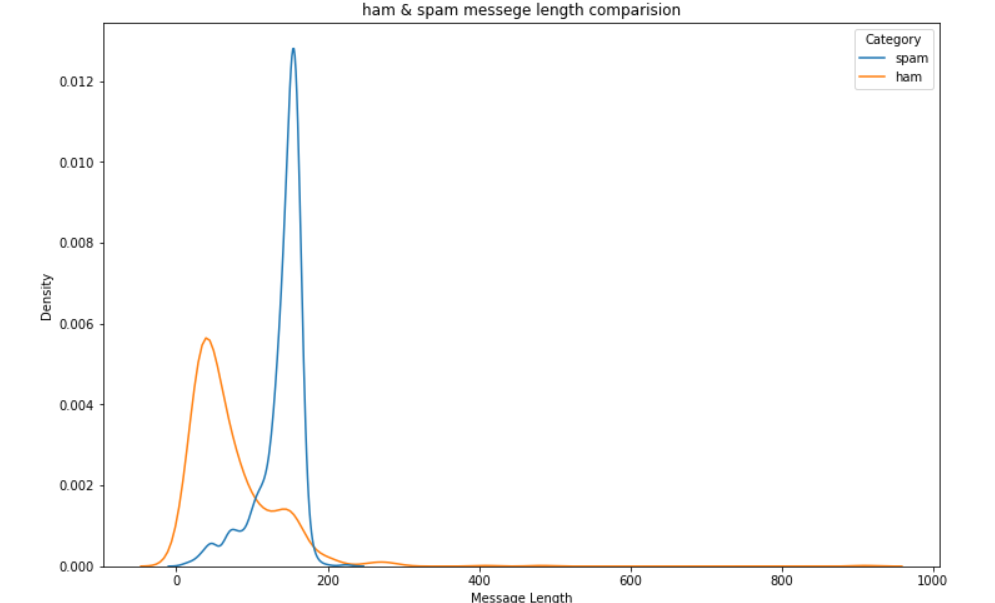 ham & spam messege length comparision
Category
spam
ham
0.012
0.010
0.008
0.006
0.004
0.002
0.000
Density
0
200
400
600
800
1000
Message Length